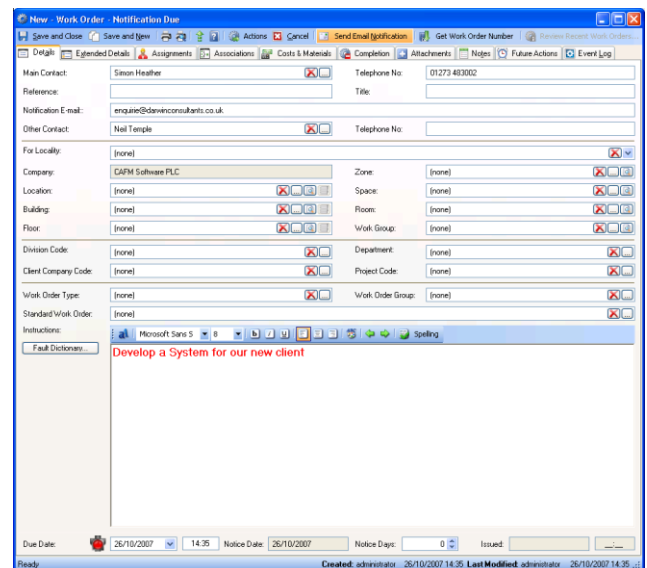 New - Work Order - Notification Due
Save and Close Save and New Actions Cancel Send Email Notification Get Work Order Number Review Recent Work Orders...
Details Extended Details Assignments Associations Costs & Materials Completion Attachments Notes Future Actions Event Log
Main Contact: Simon Heather Telephone No: 01273 483002
Reference: Title:
Notification E-mail: enquirie@darwinconsultants.co.uk
Other Contact: Neil Temple Telephone No:
For Locality: (none)
Company: CAFM Software PLC Zone: (none)
Location: (none) Space: (none)
Building: (none) Room: (none)
Floor: (none) Work Group: (none)
Division Code: (none) Department: (none)
Client Company Code: (none) Project Code: (none)
Work Order Type: (none) Work Order Group: (none)
Standard Work Order: (none)
Instructions: al Microsoft Sans S 8 b i u Spelling
Fault Dictionary... Develop a System for our new client
Due Date: 26/10/2007 14:35 Notice Date: 26/10/2007 Notice Days: 0 Issued: __:__
Ready Created: administrator 26/10/2007 14:35 Last Modified: administrator 26/10/2007 14:35